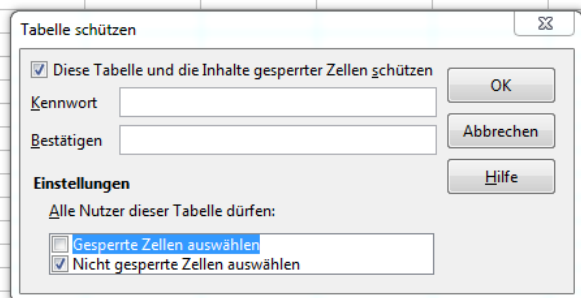 Tabelle schützen
Diese Tabelle und die Inhalte gesperrter Zellen schützen
OK
Kennwort
Bestätigen
Abbrechen
Hilfe
Einstellungen
Alle Nutzer dieser Tabelle dürfen:
Gesperrte Zellen auswählen
Nicht gesperrte Zellen auswählen